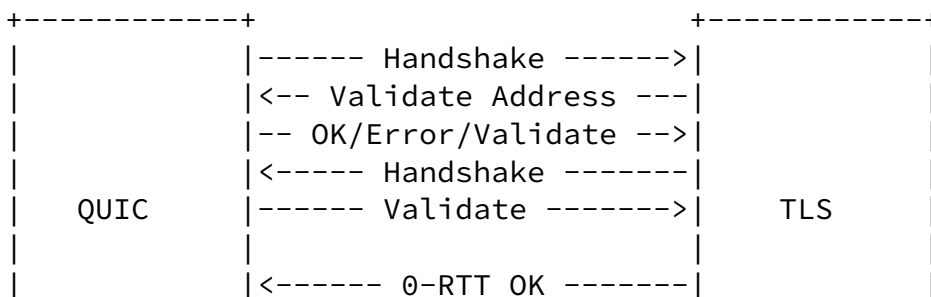 +------------+ +------------+
| |------ Handshake ------>| |
| |<-- Validate Address ---| |
| |-- OK/Error/Validate -->| |
| |<----- Handshake -------| |
| QUIC |------ Validate ------->| TLS |
| | | |
| |<------ 0-RTT OK -------| |